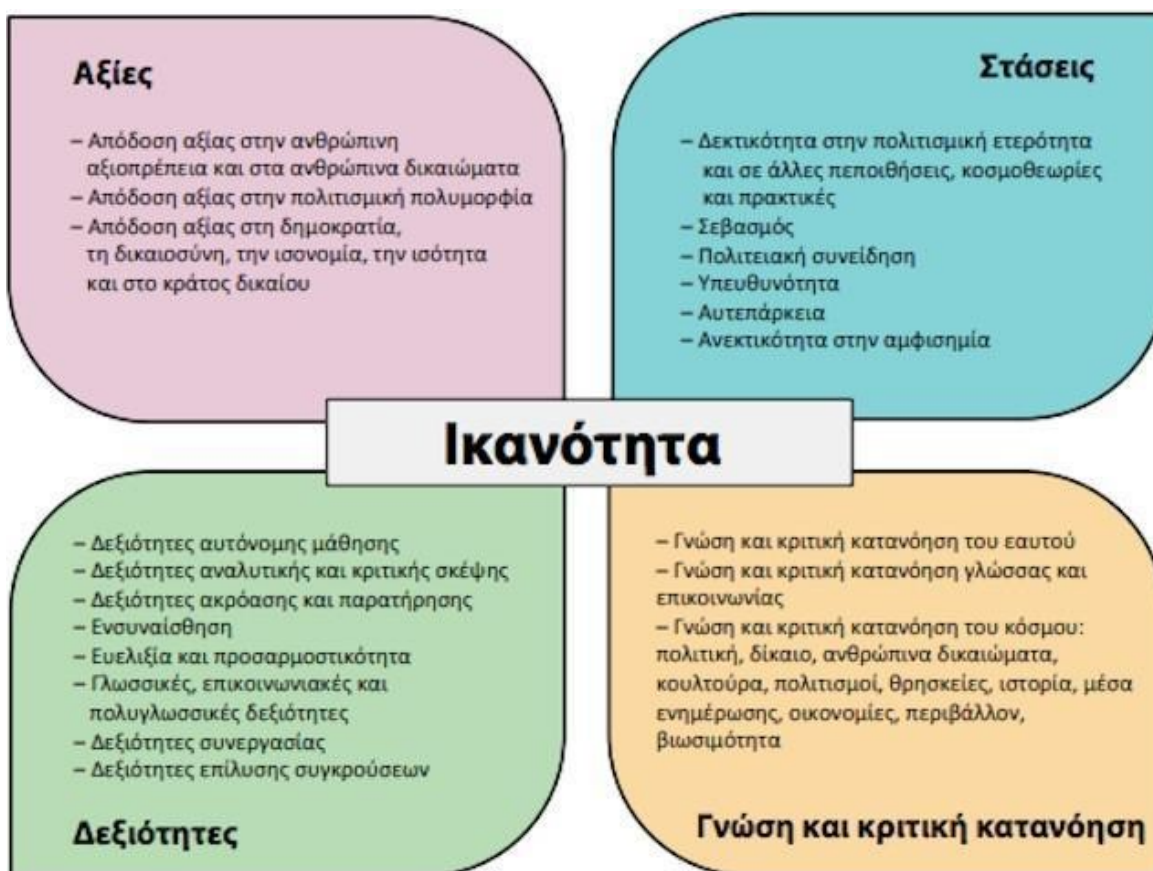 Αξίες
– Απόδοση αξίας στην ανθρώπινη
αξιοπρέπεια και στα ανθρώπινα δικαιώματα
– Απόδοση αξίας στην πολιτισμική πολυμορφία
– Απόδοση αξίας στη δημοκρατία,
τη δικαιοσύνη, την ισονομία, την ισότητα
και στο κράτος δικαίου
Στάσεις
– Δεκτικότητα στην πολιτισμική ετερότητα
και σε άλλες πεποιθήσεις, κοσμοθεωρίες
και πρακτικές
– Σεβασμός
– Πολιτειακή συνείδηση
– Υπευθυνότητα
– Αυτεπάρκεια
– Ανεκτικότητα στην αμφισημία
Ικανότητα
– Δεξιότητες αυτόνομης μάθησης
– Δεξιότητες αναλυτικής και κριτικής σκέψης
– Δεξιότητες ακρόασης και παρατήρησης
– Ενσυναίσθηση
– Ευελιξία και προσαρμοστικότητα
– Γλωσσικές, επικοινωνιακές και
πολυγλωσσικές δεξιότητες
– Δεξιότητες συνεργασίας
– Δεξιότητες επίλυσης συγκρούσεων
Δεξιότητες
– Γνώση και κριτική κατανόηση του εαυτού
– Γνώση και κριτική κατανόηση γλώσσας και
επικοινωνίας
– Γνώση και κριτική κατανόηση του κόσμου:
πολιτική, δίκαιο, ανθρώπινα δικαιώματα,
κουλτούρα, πολιτισμοί, θρησκείες, ιστορία, μέσα
ενημέρωσης, οικονομίες, περιβάλλον,
βιωσιμότητα
Γνώση και κριτική κατανόηση